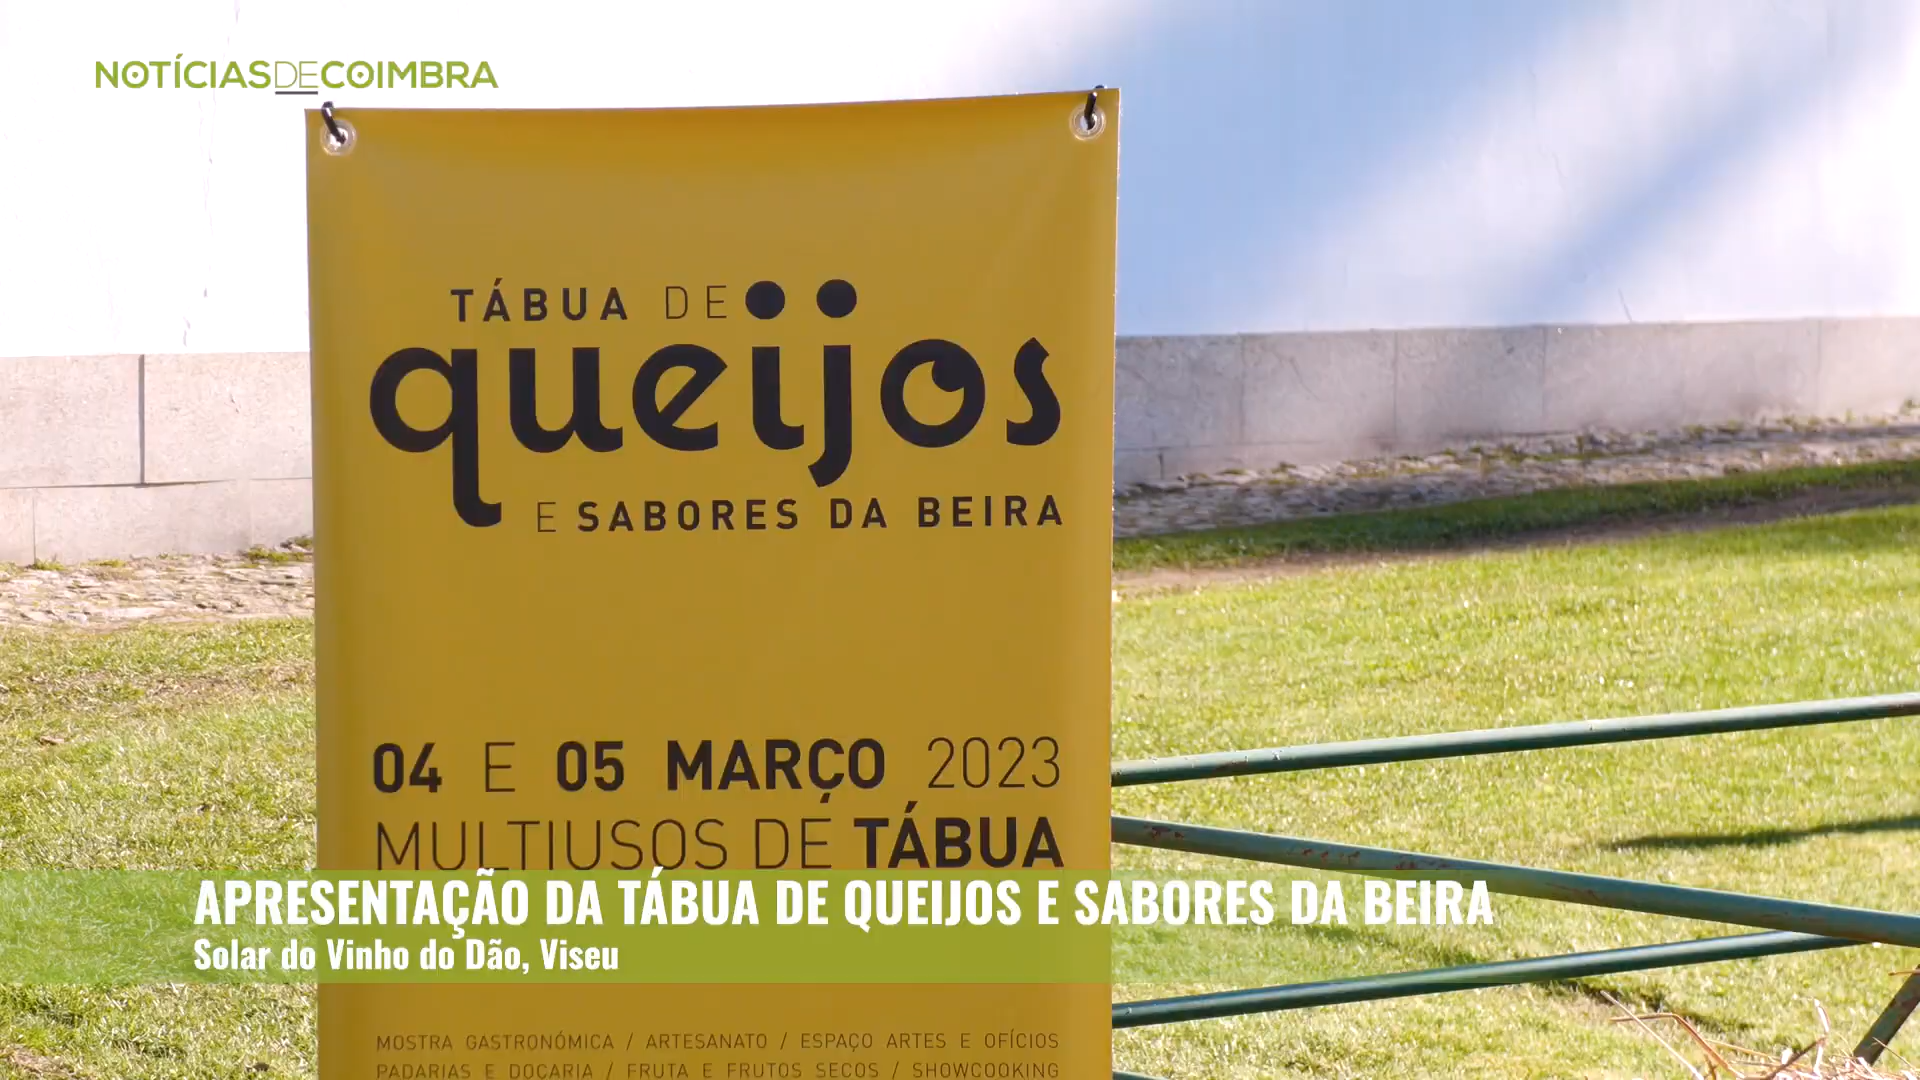 NOTÍCIASDECOIMBRA
TÁBUA DE
queijos
E SABORES DA BEIRA
04 E 05 MARÇO 2023
MULTIUSOS DE TÁBUA
APRESENTAÇÃO DA TÁBUA DE QUEIJOS E SABORES DA BEIRA
Solar do Vinho do Dão, Viseu
MOSTRA GASTRONÓMICA / ARTESANATO / ESPAÇO ARTES E OFÍCIOS
PADARIAS E DOÇARIA / FRUTA E FRUTOS SECOS / SHOWCOOKING